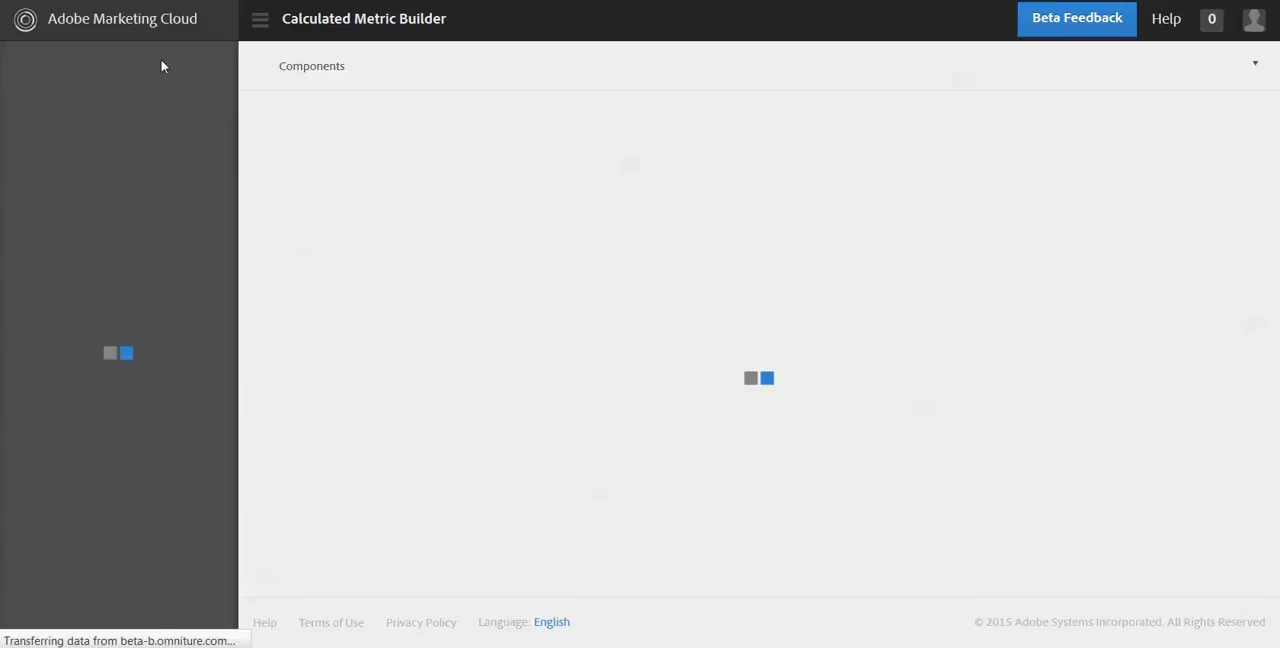 Adobe Marketing Cloud
Calculated Metric Builder
Beta Feedback
Help
0
Components
Help
Terms of Use
Privacy Policy
Language: English
© 2015 Adobe Systems Incorporated. All Rights Reserved
Transferring data from beta-b.omniture.com...